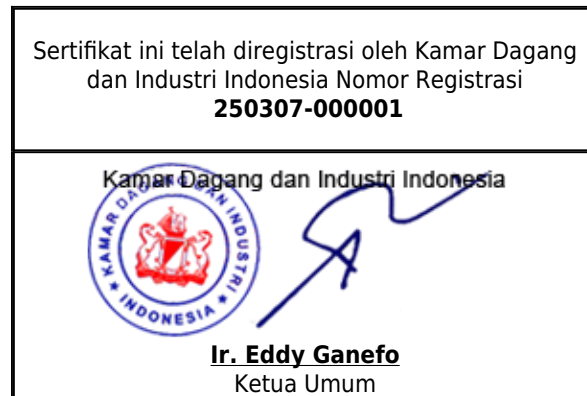 Sertifikat ini telah diregistrasi oleh Kamar Dagang
dan Industri Indonesia Nomor Registrasi
250307-000001
Kamar Dagang dan Industri Indonesia
KAMAR DAGANG DAN INDUSTRI
INDONESIA
Ir. Eddy Ganefo
Ketua Umum